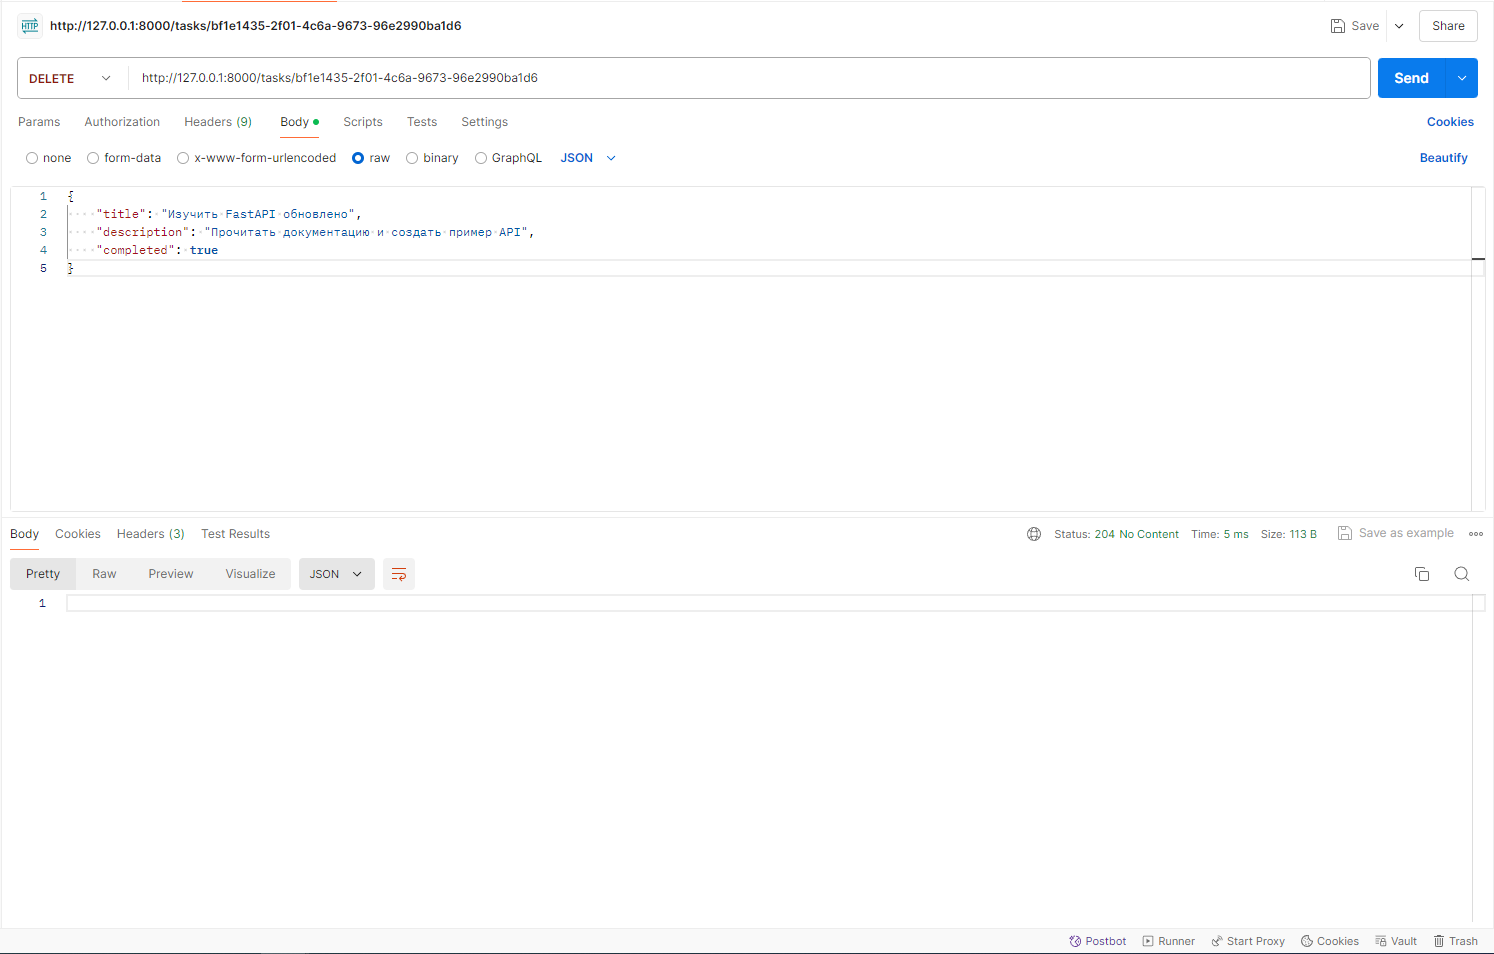 HTTP http://127.0.0.1:8000/tasks/bf1e1435-2f01-4c6a-9673-96e2990ba1d6 Save Share
DELETE http://127.0.0.1:8000/tasks/bf1e1435-2f01-4c6a-9673-96e2990ba1d6 Send
Params Authorization Headers (9) Body Scripts Tests Settings Cookies
none form-data x-www-form-urlencoded raw binary GraphQL JSON Beautify
1 {
2 "title": "Изучить FastAPI обновлено",
3 "description": "Прочитать документацию и создать пример API",
4 "completed": true
5 }
Body Cookies Headers (3) Test Results Status: 204 No Content Time: 5 ms Size: 113 B Save as example
Pretty Raw Preview Visualize JSON
1
Postbot Runner Start Proxy Cookies Vault Trash